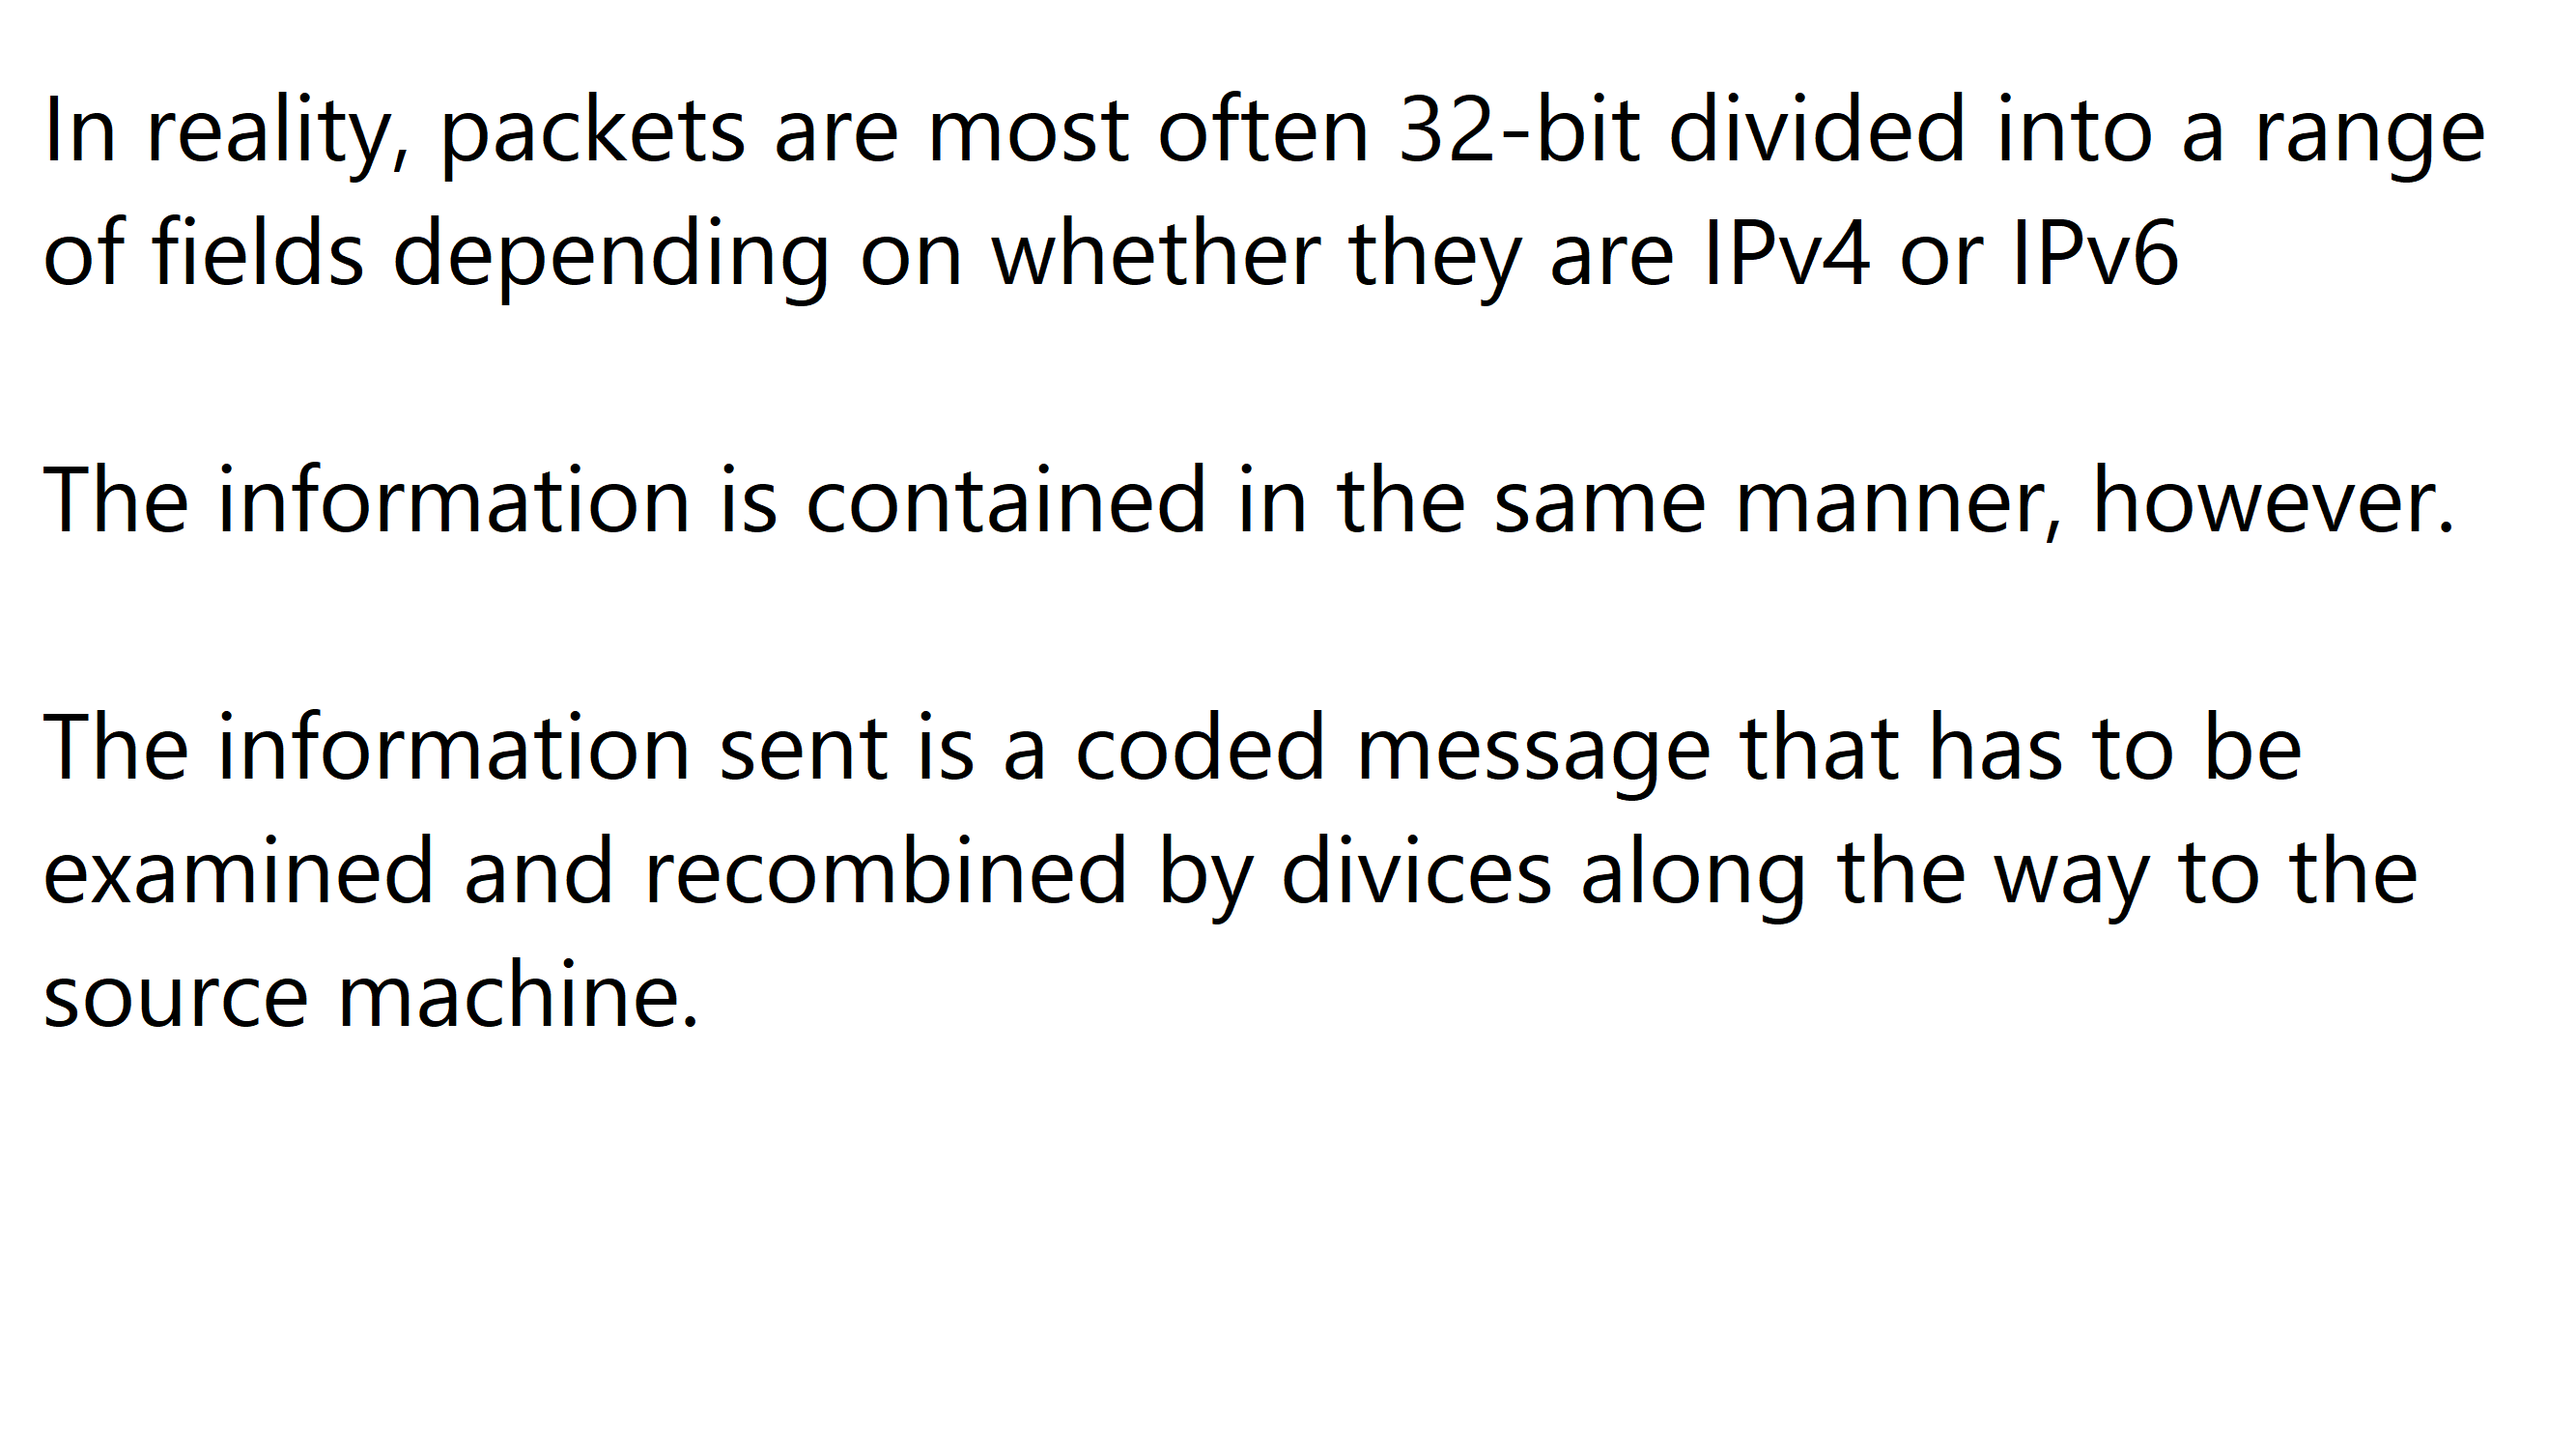 In reality, packets are most often 32-bit divided into a range
of fields depending on whether they are IPv4 or IPv6
The information is contained in the same manner, however.
The information sent is a coded message that has to be
examined and recombined by divices along the way to the
source machine.